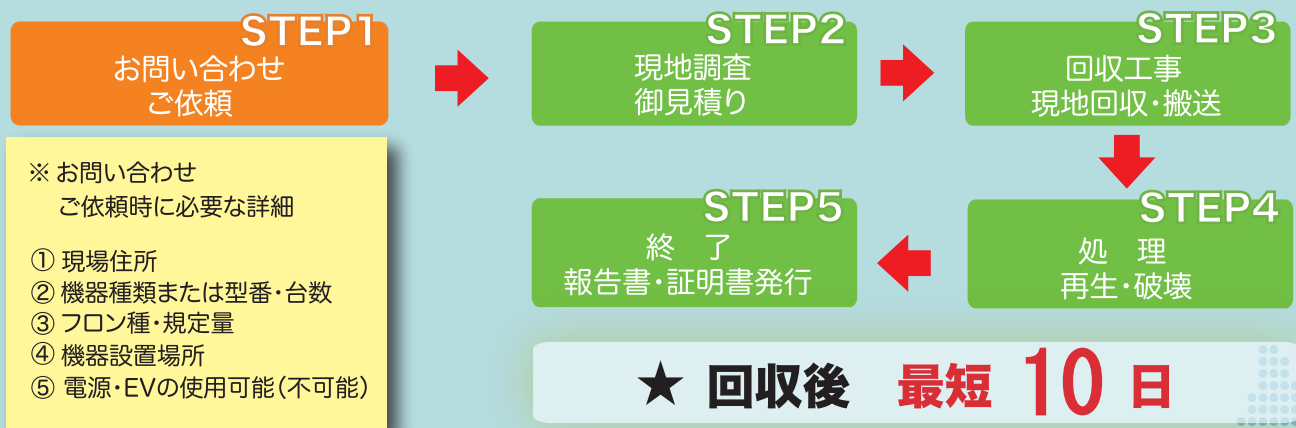 STEP1
お問い合わせ
ご依頼
STEP2
現地調査
御見積り
STEP3
回収工事
現地回収・搬送
STEP4
処　理
再生・破壊
STEP5
終　了
報告書・証明書発行
※ お問い合わせ
ご依頼時に必要な詳細
① 現場住所
② 機器種類または型番・台数
③ フロン種・規定量
④ 機器設置場所
⑤ 電源・EVの使用可能(不可能)
★ 回収後　最短 10 日